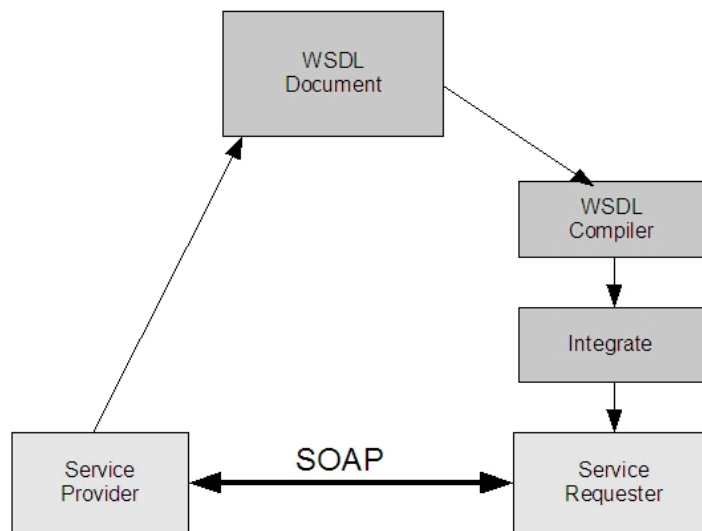 WSDL
Document
WSDL
Compiler
Integrate
Service
Provider
SOAP
Service
Requester